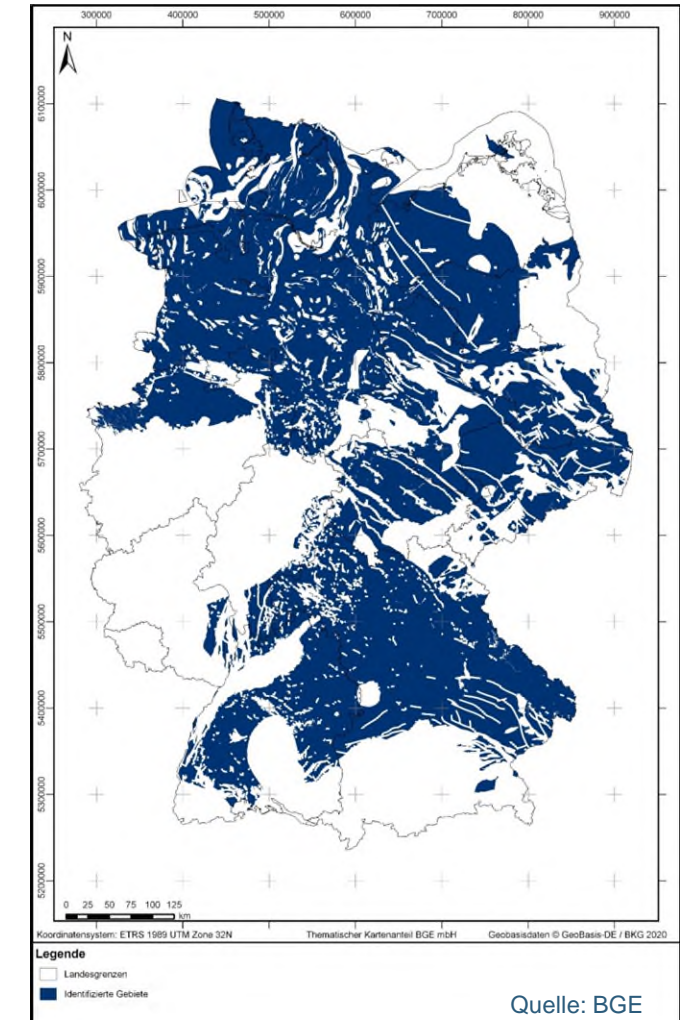 300000 400000 500000 600000 700000 800000 900000
N
6100000
6000000
5900000
5800000
5700000
5600000
5500000
5400000
5300000
5200000
0 25 50 75 100 125
km
Koordinatensystem: ETRS 1989 UTM Zone 32N Thematischer Kartenanteil BGE mbH Geobasisdaten © GeoBasis-DE / BKG 2020
Legende
Landesgrenzen
Identifizierte Gebiete
Quelle: BGE